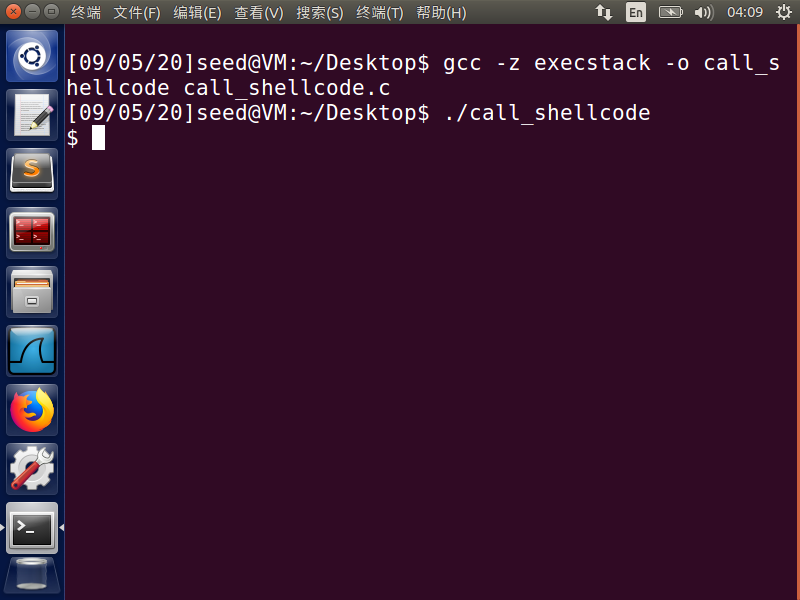 终端 文件(F) 编辑(E) 查看(V) 搜索(S) 终端(T) 帮助(H) En 04:09
[09/05/20]seed@VM:~/Desktop$ gcc -z execstack -o call_s
hellcode call_shellcode.c
[09/05/20]seed@VM:~/Desktop$ ./call_shellcode
$